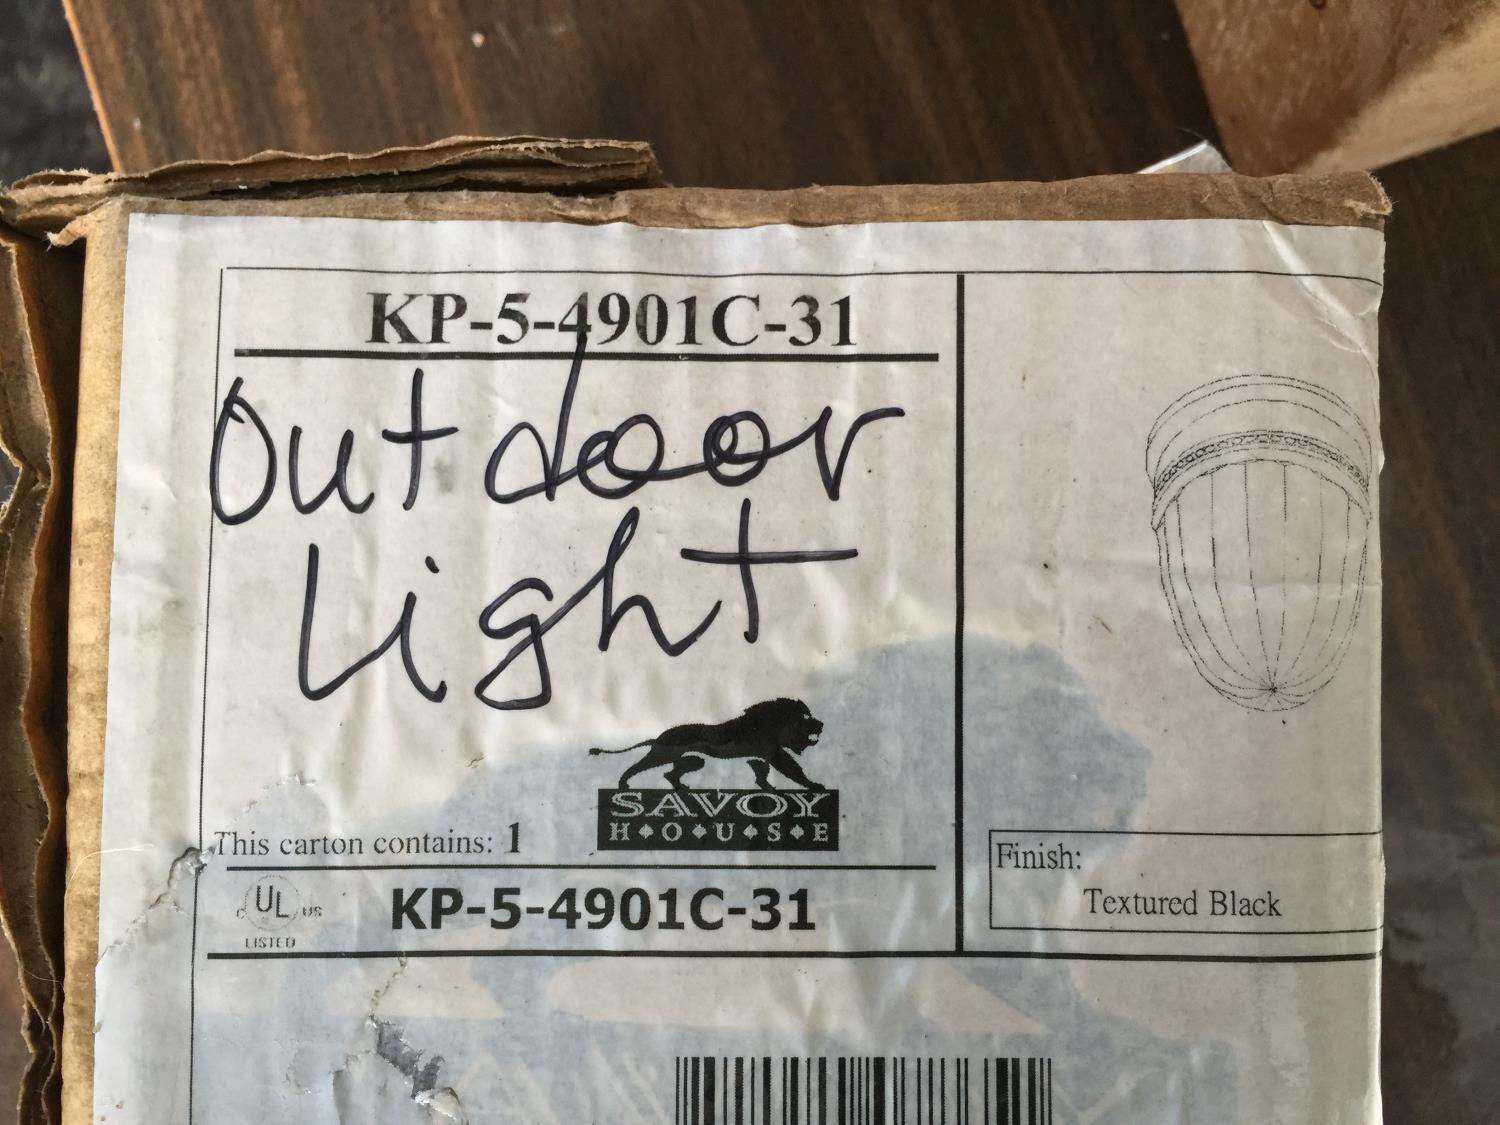 KP-5-4901C-31
Outdoor
Light
SAVOY
H♦O♦U♦S♦E
This carton contains: 1
C UL US
LISTED
KP-5-4901C-31
Finish:
Textured Black